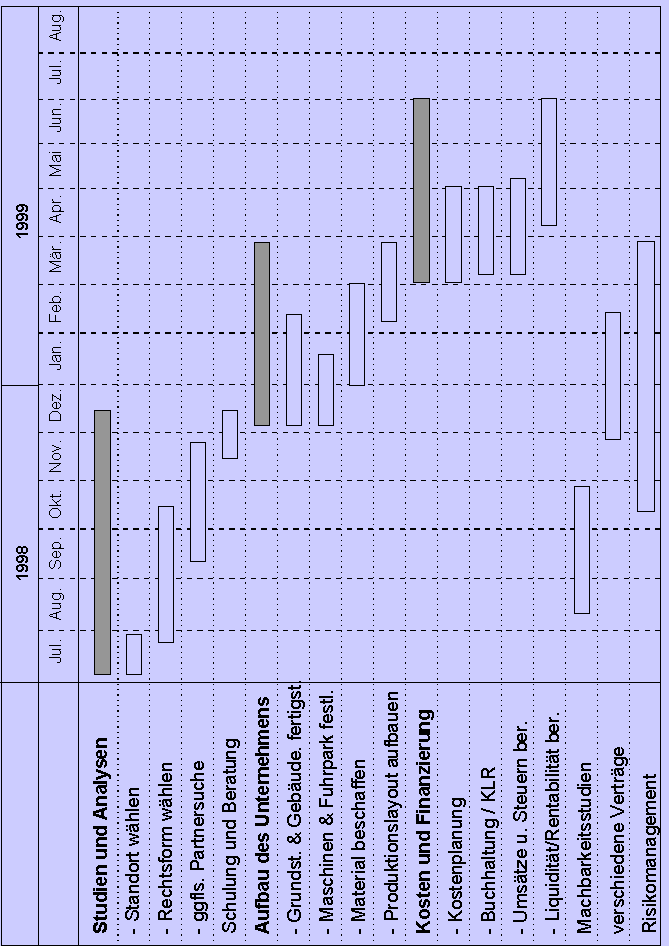 1998 1999
Jul. Aug. Sep. Okt. Nov. Dez. Jan. Feb. Mär. Apr. Mai Jun. Jul. Aug.
Studien und Analysen
- Standort wählen
- Rechtsform wählen
- ggfls. Partnersuche
Schulung und Beratung
Aufbau des Unternehmens
- Grundst. & Gebäude. fertigst.
- Maschinen & Fuhrpark festl.
- Material beschaffen
- Produktionslayout aufbauen
Kosten und Finanzierung
- Kostenplanung
- Buchhaltung / KLR
- Umsätze u. Steuern ber.
- Liquidität/Rentabilität ber.
Machbarkeitsstudien
verschiedene Verträge
Risikomanagement